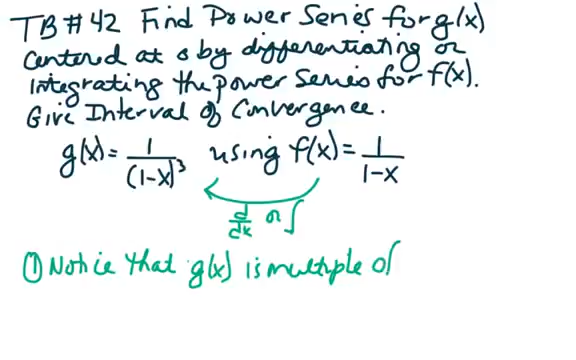 TB # 42 Find Power Series for g(x)
Centered at 0 by differentiating or
integrating the power series for f(x).
Give Interval of Convergence.
g(x) = 1/(1-x)³ using f(x) = 1/1-x
d/dx or ∫
① Notice that g(x) is multiple of